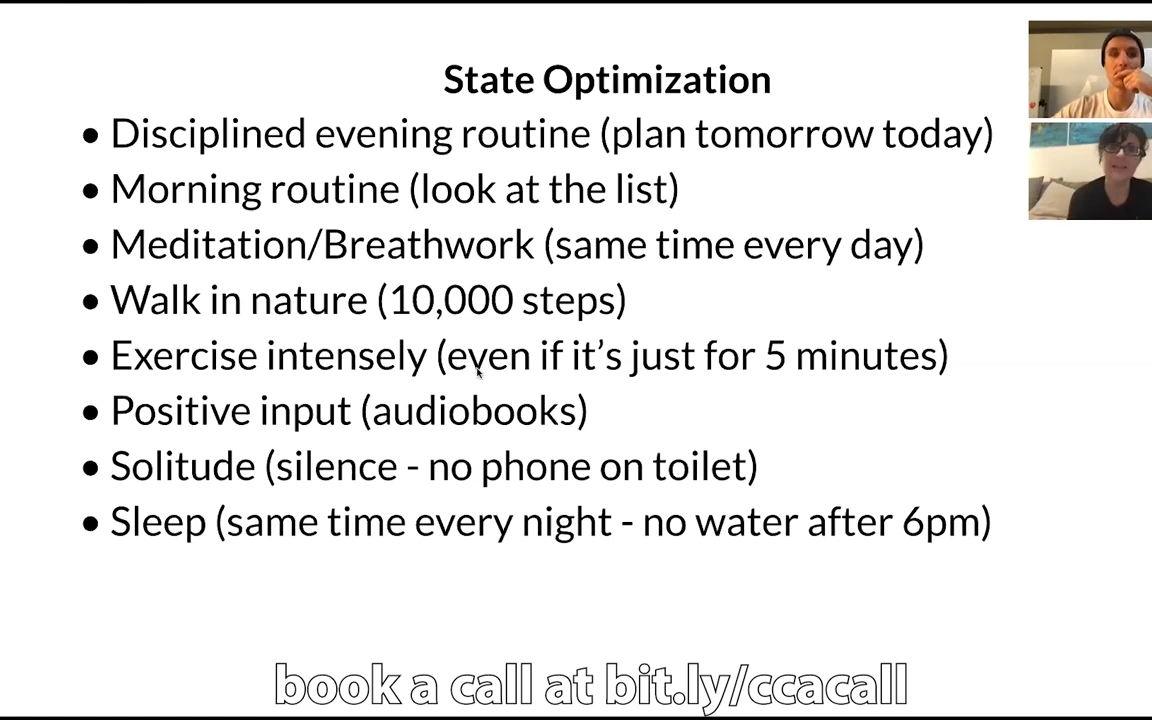 State Optimization
• Disciplined evening routine (plan tomorrow today)
• Morning routine (look at the list)
• Meditation/Breathwork (same time every day)
• Walk in nature (10,000 steps)
• Exercise intensely (even if it’s just for 5 minutes)
• Positive input (audiobooks)
• Solitude (silence - no phone on toilet)
• Sleep (same time every night - no water after 6pm)
book a call at bit.ly/ccacall